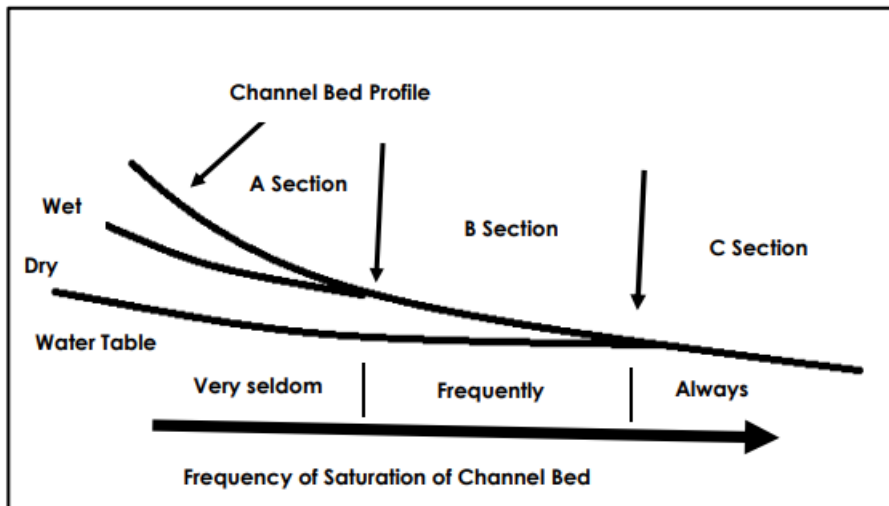 Channel Bed Profile
A Section
Wet
B Section
C Section
Dry
Water Table
Very seldom
Frequently
Always
Frequency of Saturation of Channel Bed